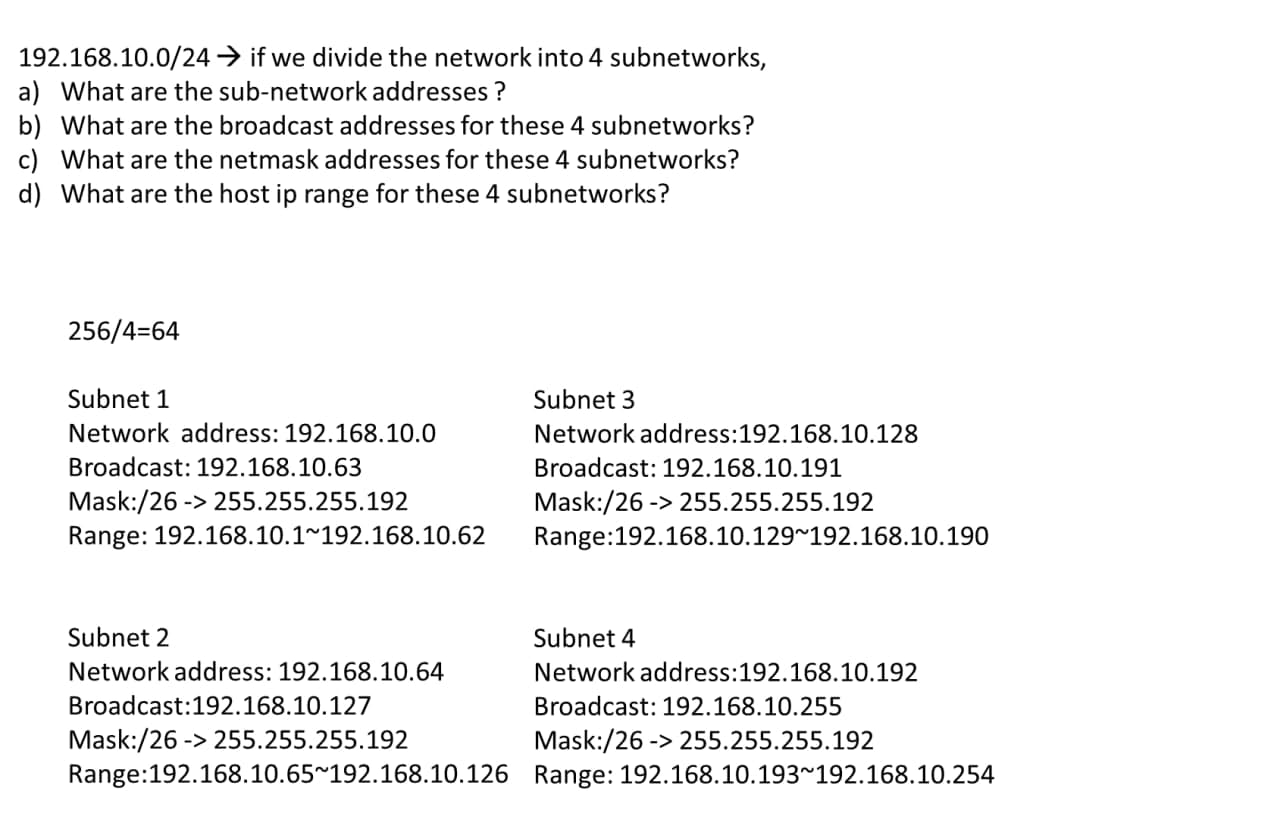 192.168.10.0/24 → if we divide the network into 4 subnetworks,
a) What are the sub-network addresses ?
b) What are the broadcast addresses for these 4 subnetworks?
c) What are the netmask addresses for these 4 subnetworks?
d) What are the host ip range for these 4 subnetworks?
256/4=64
Subnet 1
Network address: 192.168.10.0
Broadcast: 192.168.10.63
Mask:/26 -> 255.255.255.192
Range: 192.168.10.1~192.168.10.62
Subnet 3
Network address:192.168.10.128
Broadcast: 192.168.10.191
Mask:/26 -> 255.255.255.192
Range:192.168.10.129~192.168.10.190
Subnet 2
Network address: 192.168.10.64
Broadcast:192.168.10.127
Mask:/26 -> 255.255.255.192
Range:192.168.10.65~192.168.10.126
Subnet 4
Network address:192.168.10.192
Broadcast: 192.168.10.255
Mask:/26 -> 255.255.255.192
Range: 192.168.10.193~192.168.10.254